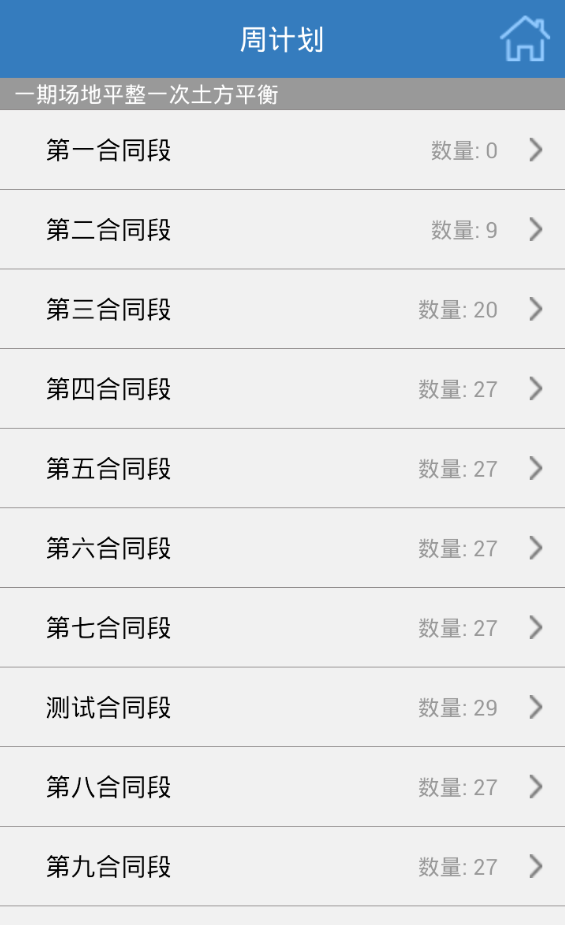 周计划
一期场地平整一次土方平衡
第一合同段 数量: 0
第二合同段 数量: 9
第三合同段 数量: 20
第四合同段 数量: 27
第五合同段 数量: 27
第六合同段 数量: 27
第七合同段 数量: 27
测试合同段 数量: 29
第八合同段 数量: 27
第九合同段 数量: 27